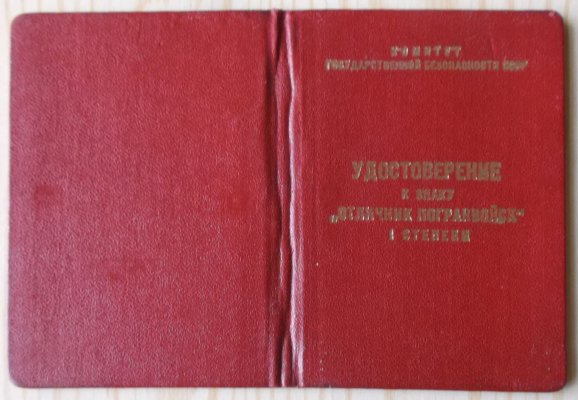 КОМИТЕТ
ГОСУДАРСТВЕННОЙ БЕЗОПАСНОСТИ СССР
УДОСТОВЕРЕНИЕ
К ЗНАКУ
„ОТЛИЧНИК ПОГРАНВОЙСК“
I СТЕПЕНИ